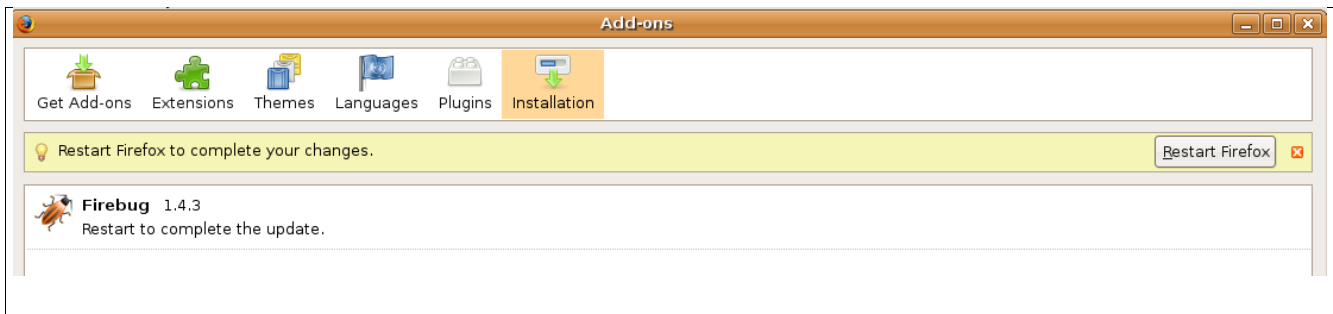 Add-ons
Get Add-ons Extensions Themes Languages Plugins Installation
Restart Firefox to complete your changes. Restart Firefox
Firebug 1.4.3
Restart to complete the update.